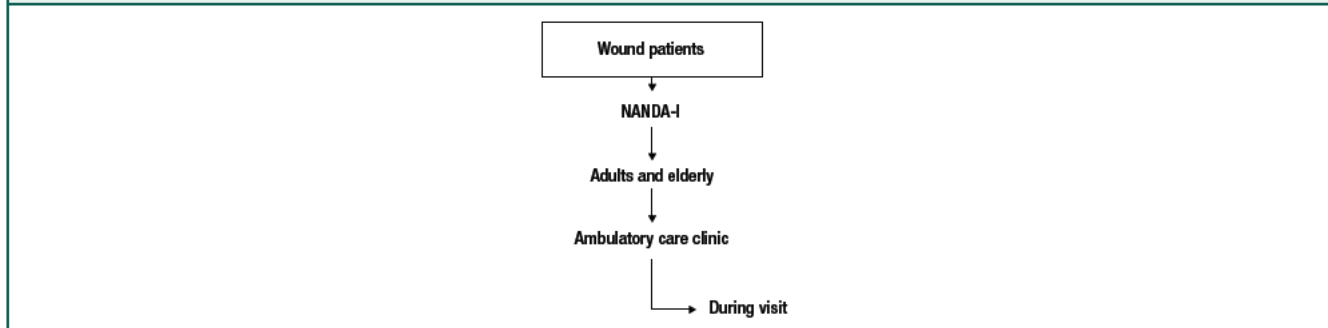 Wound patients
NANDA-I
Adults and elderly
Ambulatory care clinic
During visit